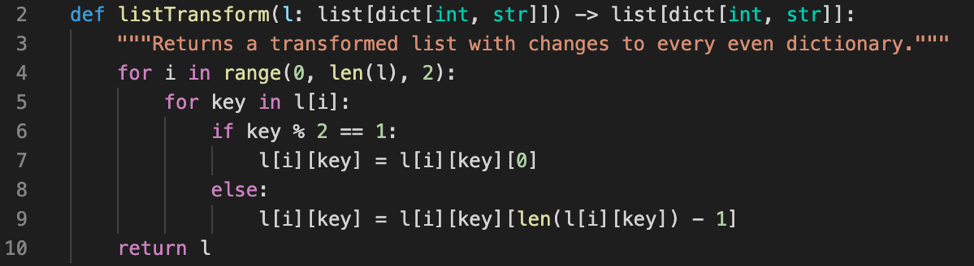 2 def listTransform(l: list[dict[int, str]]) -> list[dict[int, str]]:
3     """Returns a transformed list with changes to every even dictionary."""
4     for i in range(0, len(l), 2):
5         for key in l[i]:
6             if key % 2 == 1:
7                 l[i][key] = l[i][key][0]
8             else:
9                 l[i][key] = l[i][key][len(l[i][key]) - 1]
10     return l